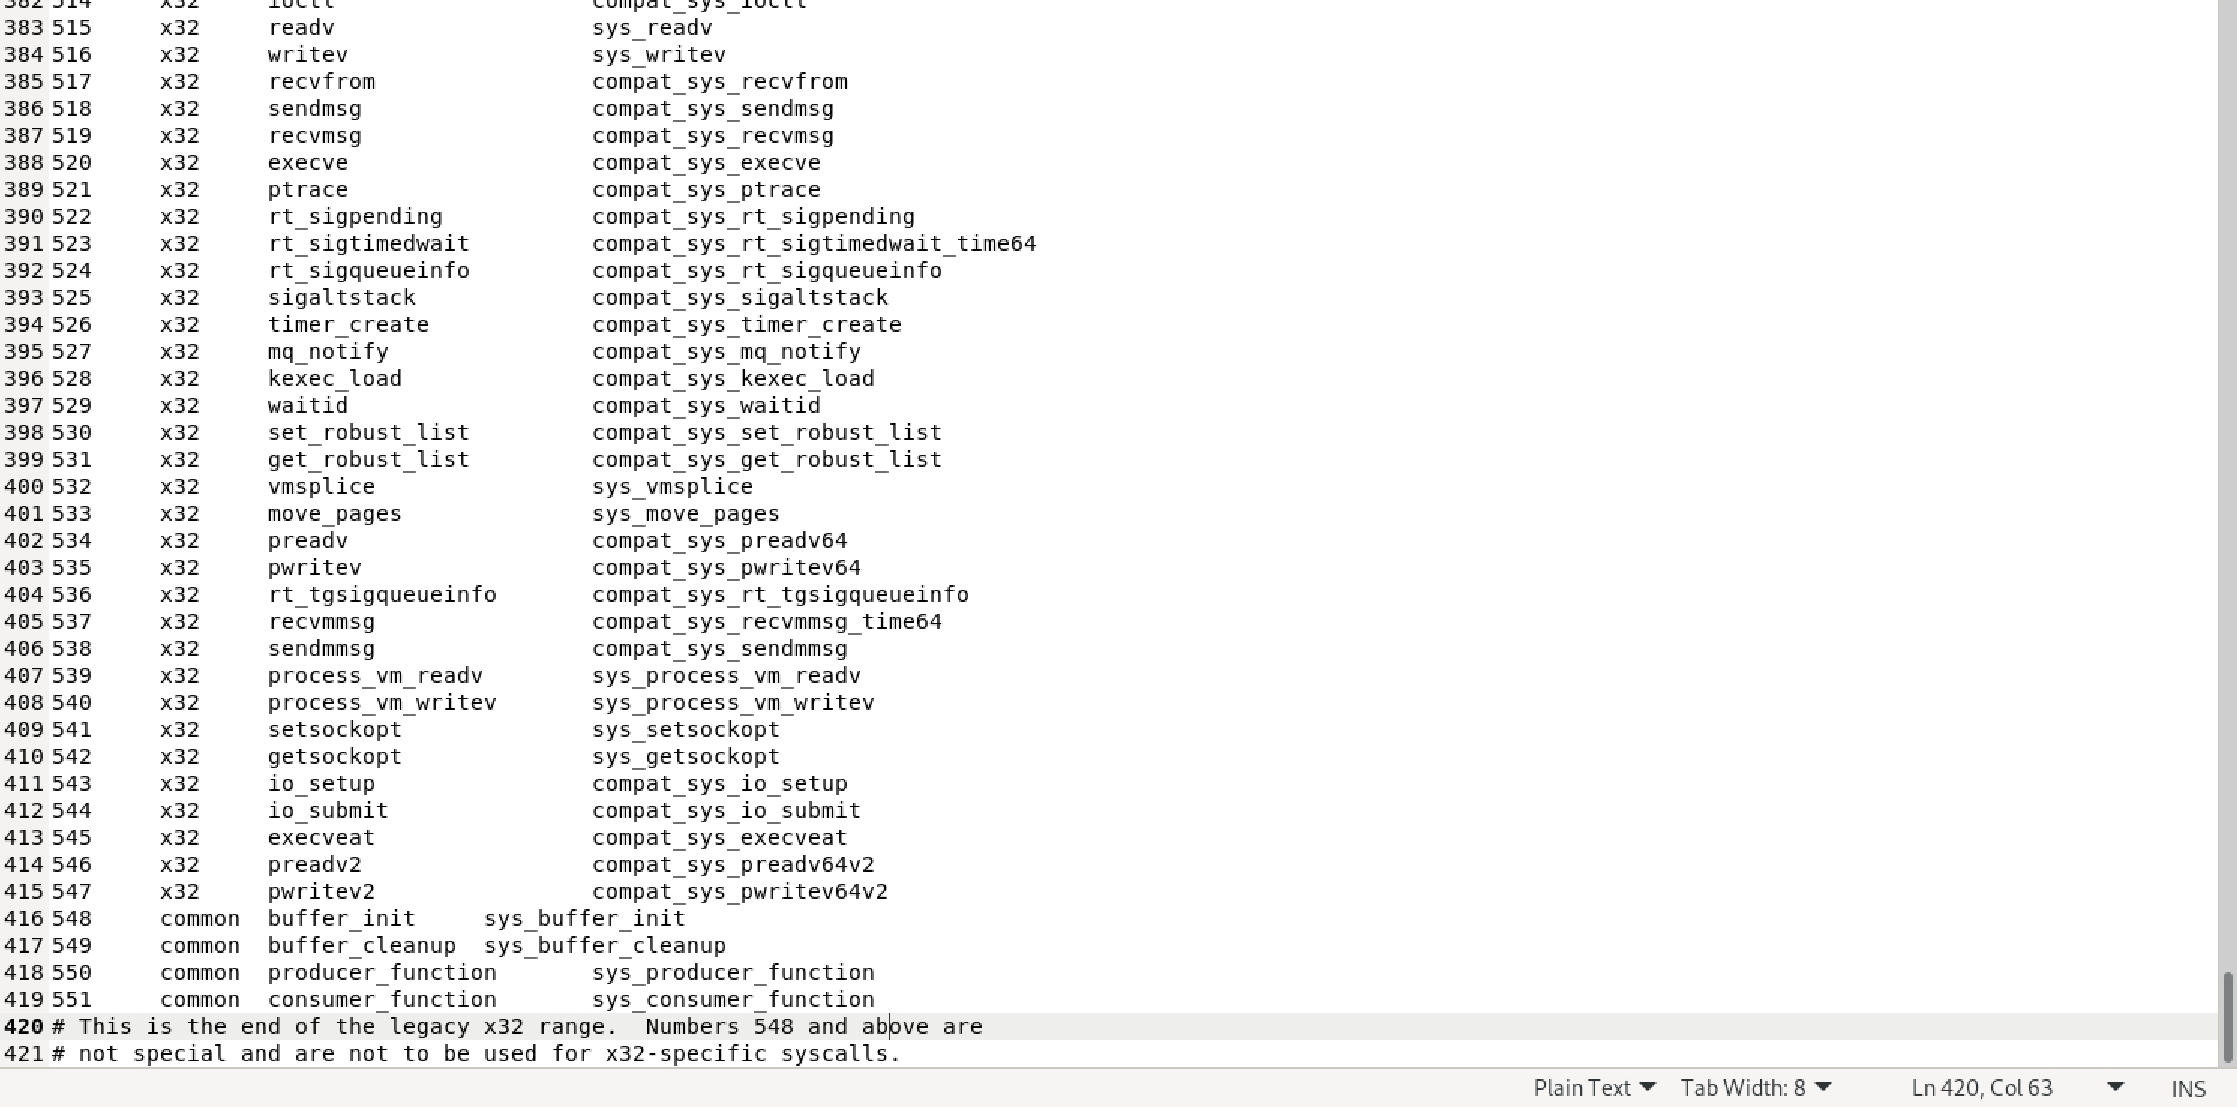 382 514 x32 ioctl compat_sys_ioctl
383 515 x32 readv sys_readv
384 516 x32 writev sys_writev
385 517 x32 recvfrom compat_sys_recvfrom
386 518 x32 sendmsg compat_sys_sendmsg
387 519 x32 recvmsg compat_sys_recvmsg
388 520 x32 execve compat_sys_execve
389 521 x32 ptrace compat_sys_ptrace
390 522 x32 rt_sigpending compat_sys_rt_sigpending
391 523 x32 rt_sigtimedwait compat_sys_rt_sigtimedwait_time64
392 524 x32 rt_sigqueueinfo compat_sys_rt_sigqueueinfo
393 525 x32 sigaltstack compat_sys_sigaltstack
394 526 x32 timer_create compat_sys_timer_create
395 527 x32 mq_notify compat_sys_mq_notify
396 528 x32 kexec_load compat_sys_kexec_load
397 529 x32 waitid compat_sys_waitid
398 530 x32 set_robust_list compat_sys_set_robust_list
399 531 x32 get_robust_list compat_sys_get_robust_list
400 532 x32 vmsplice sys_vmsplice
401 533 x32 move_pages sys_move_pages
402 534 x32 preadv compat_sys_preadv64
403 535 x32 pwritev compat_sys_pwritev64
404 536 x32 rt_tgsigqueueinfo compat_sys_rt_tgsigqueueinfo
405 537 x32 recvmmsg compat_sys_recvmmsg_time64
406 538 x32 sendmmsg compat_sys_sendmmsg
407 539 x32 process_vm_readv sys_process_vm_readv
408 540 x32 process_vm_writev sys_process_vm_writev
409 541 x32 setsockopt sys_setsockopt
410 542 x32 getsockopt sys_getsockopt
411 543 x32 io_setup compat_sys_io_setup
412 544 x32 io_submit compat_sys_io_submit
413 545 x32 execveat compat_sys_execveat
414 546 x32 preadv2 compat_sys_preadv64v2
415 547 x32 pwritev2 compat_sys_pwritev64v2
416 548 common buffer_init sys_buffer_init
417 549 common buffer_cleanup sys_buffer_cleanup
418 550 common producer_function sys_producer_function
419 551 common consumer_function sys_consumer_function
420 # This is the end of the legacy x32 range.  Numbers 548 and above are
421 # not special and are not to be used for x32-specific syscalls.
Plain Text Tab Width: 8 Ln 420, Col 63 INS